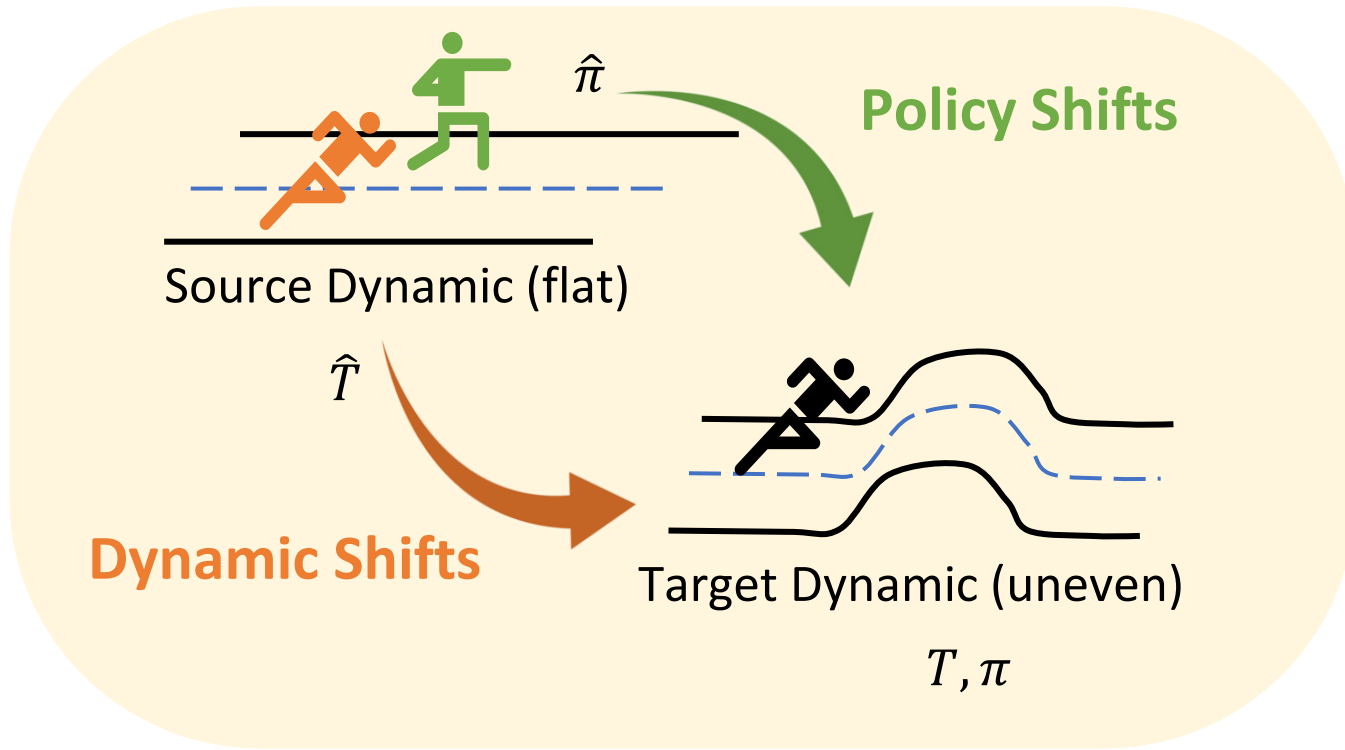 π̂
Policy Shifts
Source Dynamic (flat)
T̂
Dynamic Shifts
Target Dynamic (uneven)
T, π